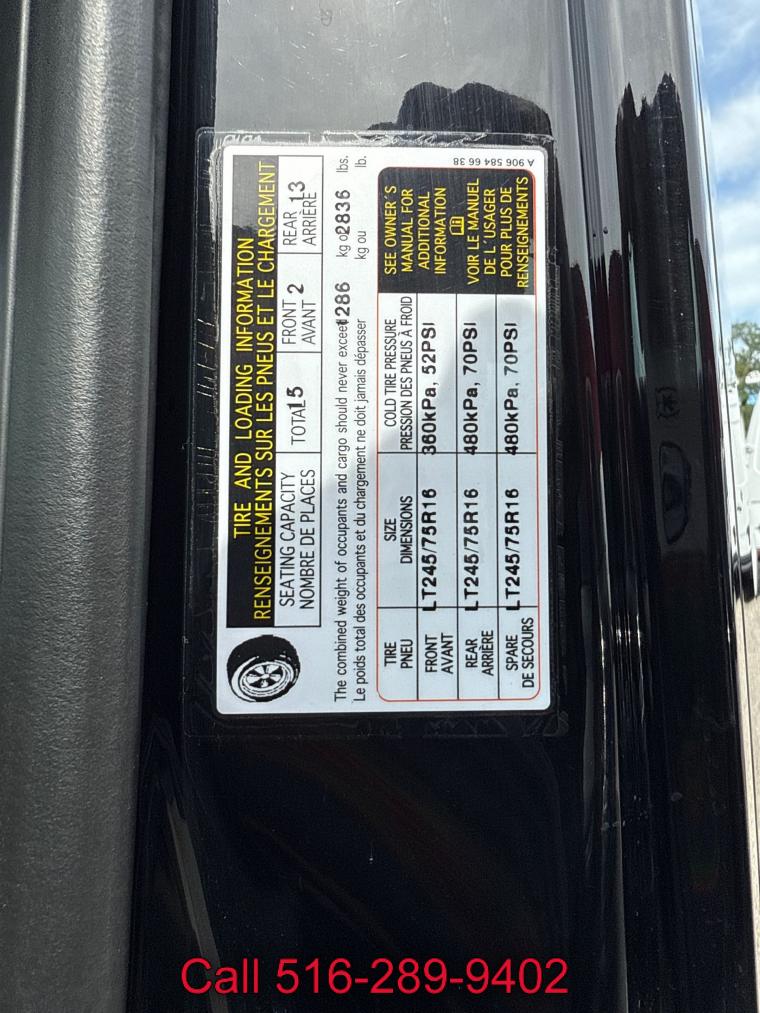 TIRE AND LOADING INFORMATION
RENSEIGNEMENTS SUR LES PNEUS ET LE CHARGEMENT
SEATING CAPACITY
NOMBRE DE PLACES
TOTAL 15
FRONT
AVANT 2
REAR
ARRIÈRE 13
The combined weight of occupants and cargo should never exceed 1286 kg o 2836 lbs.
Le poids total des occupants et du chargement ne doit jamais dépasser kg ou lb.
TIRE
PNEU
SIZE
DIMENSIONS
COLD TIRE PRESSURE
PRESSION DES PNEUS À FROID
FRONT
AVANT
LT245/75R16
360kPa, 52PSI
REAR
ARRIÈRE
LT245/75R16
480kPa, 70PSI
SPARE
DE SECOURS
LT245/75R16
480kPa, 70PSI
SEE OWNER'S
MANUAL FOR
ADDITIONAL
INFORMATION
VOIR LE MANUEL
DE L'USAGER
POUR PLUS DE
RENSEIGNEMENTS
A 906 584 66 38
Call 516-289-9402